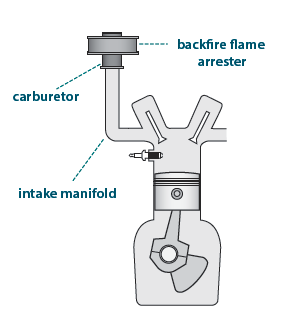 backfire flame
arrester
carburetor
intake manifold